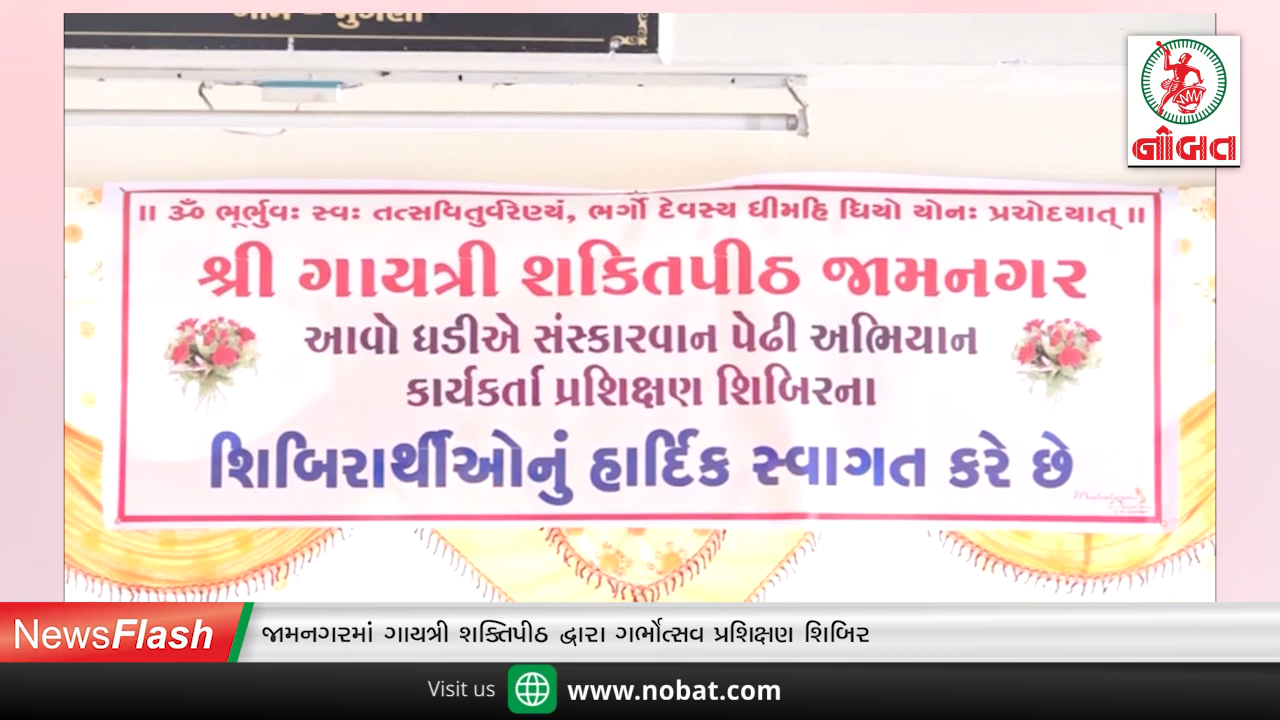 નોબત
॥ ૐ ભૂર્ભુવઃ સ્વઃ તત્સવિતુર્વરેણ્યં, ભર્ગો દેવસ્ય ધીમહિ ધિયો યોનઃ પ્રચોદયાત્ ॥
શ્રી ગાયત્રી શકિતપીઠ જામનગર
આવો ઘડીએ સંસ્કારવાન પેઢી અભિયાન
કાર્યકર્તા પ્રશિક્ષણ શિબિરના
શિબિરાર્થીઓનું હાર્દિક સ્વાગત કરે છે
NewsFlash જામનગરમાં ગાયત્રી શક્તિપીઠ દ્વારા ગર્ભોત્સવ પ્રશિક્ષણ શિબિર
Visit us www.nobat.com